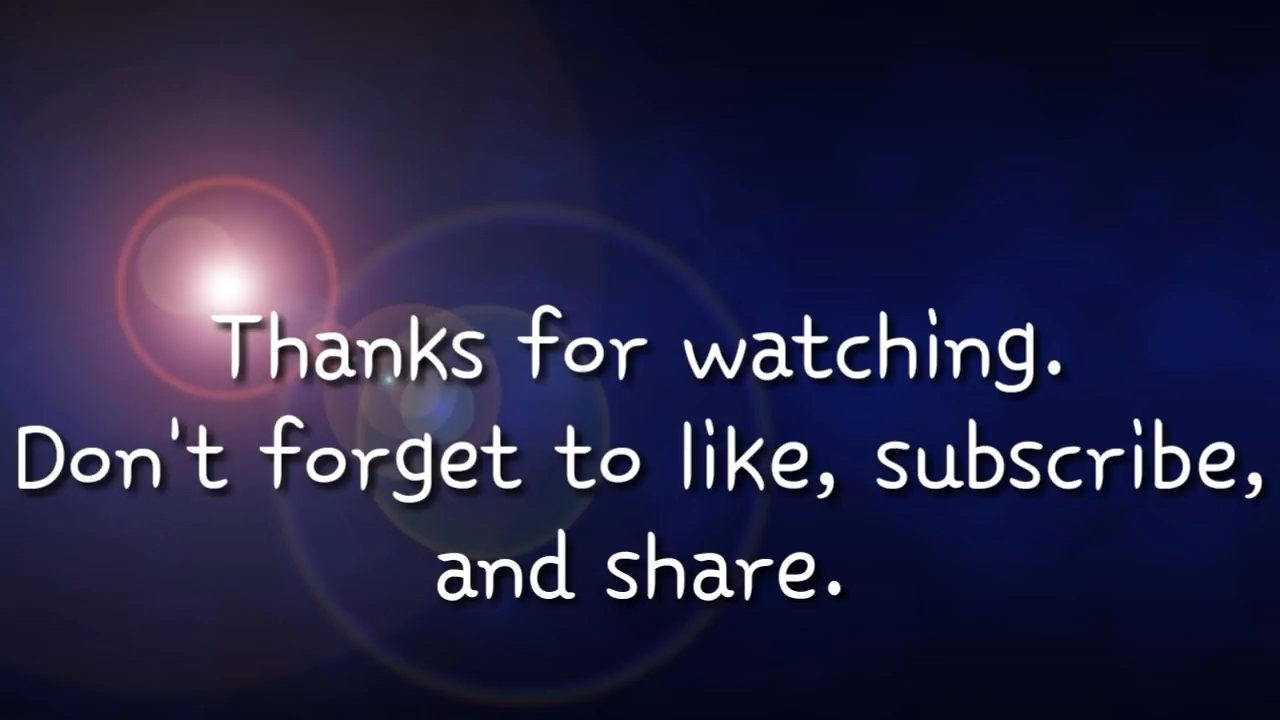 Thanks for watching.
Don't forget to like, subscribe,
and share.